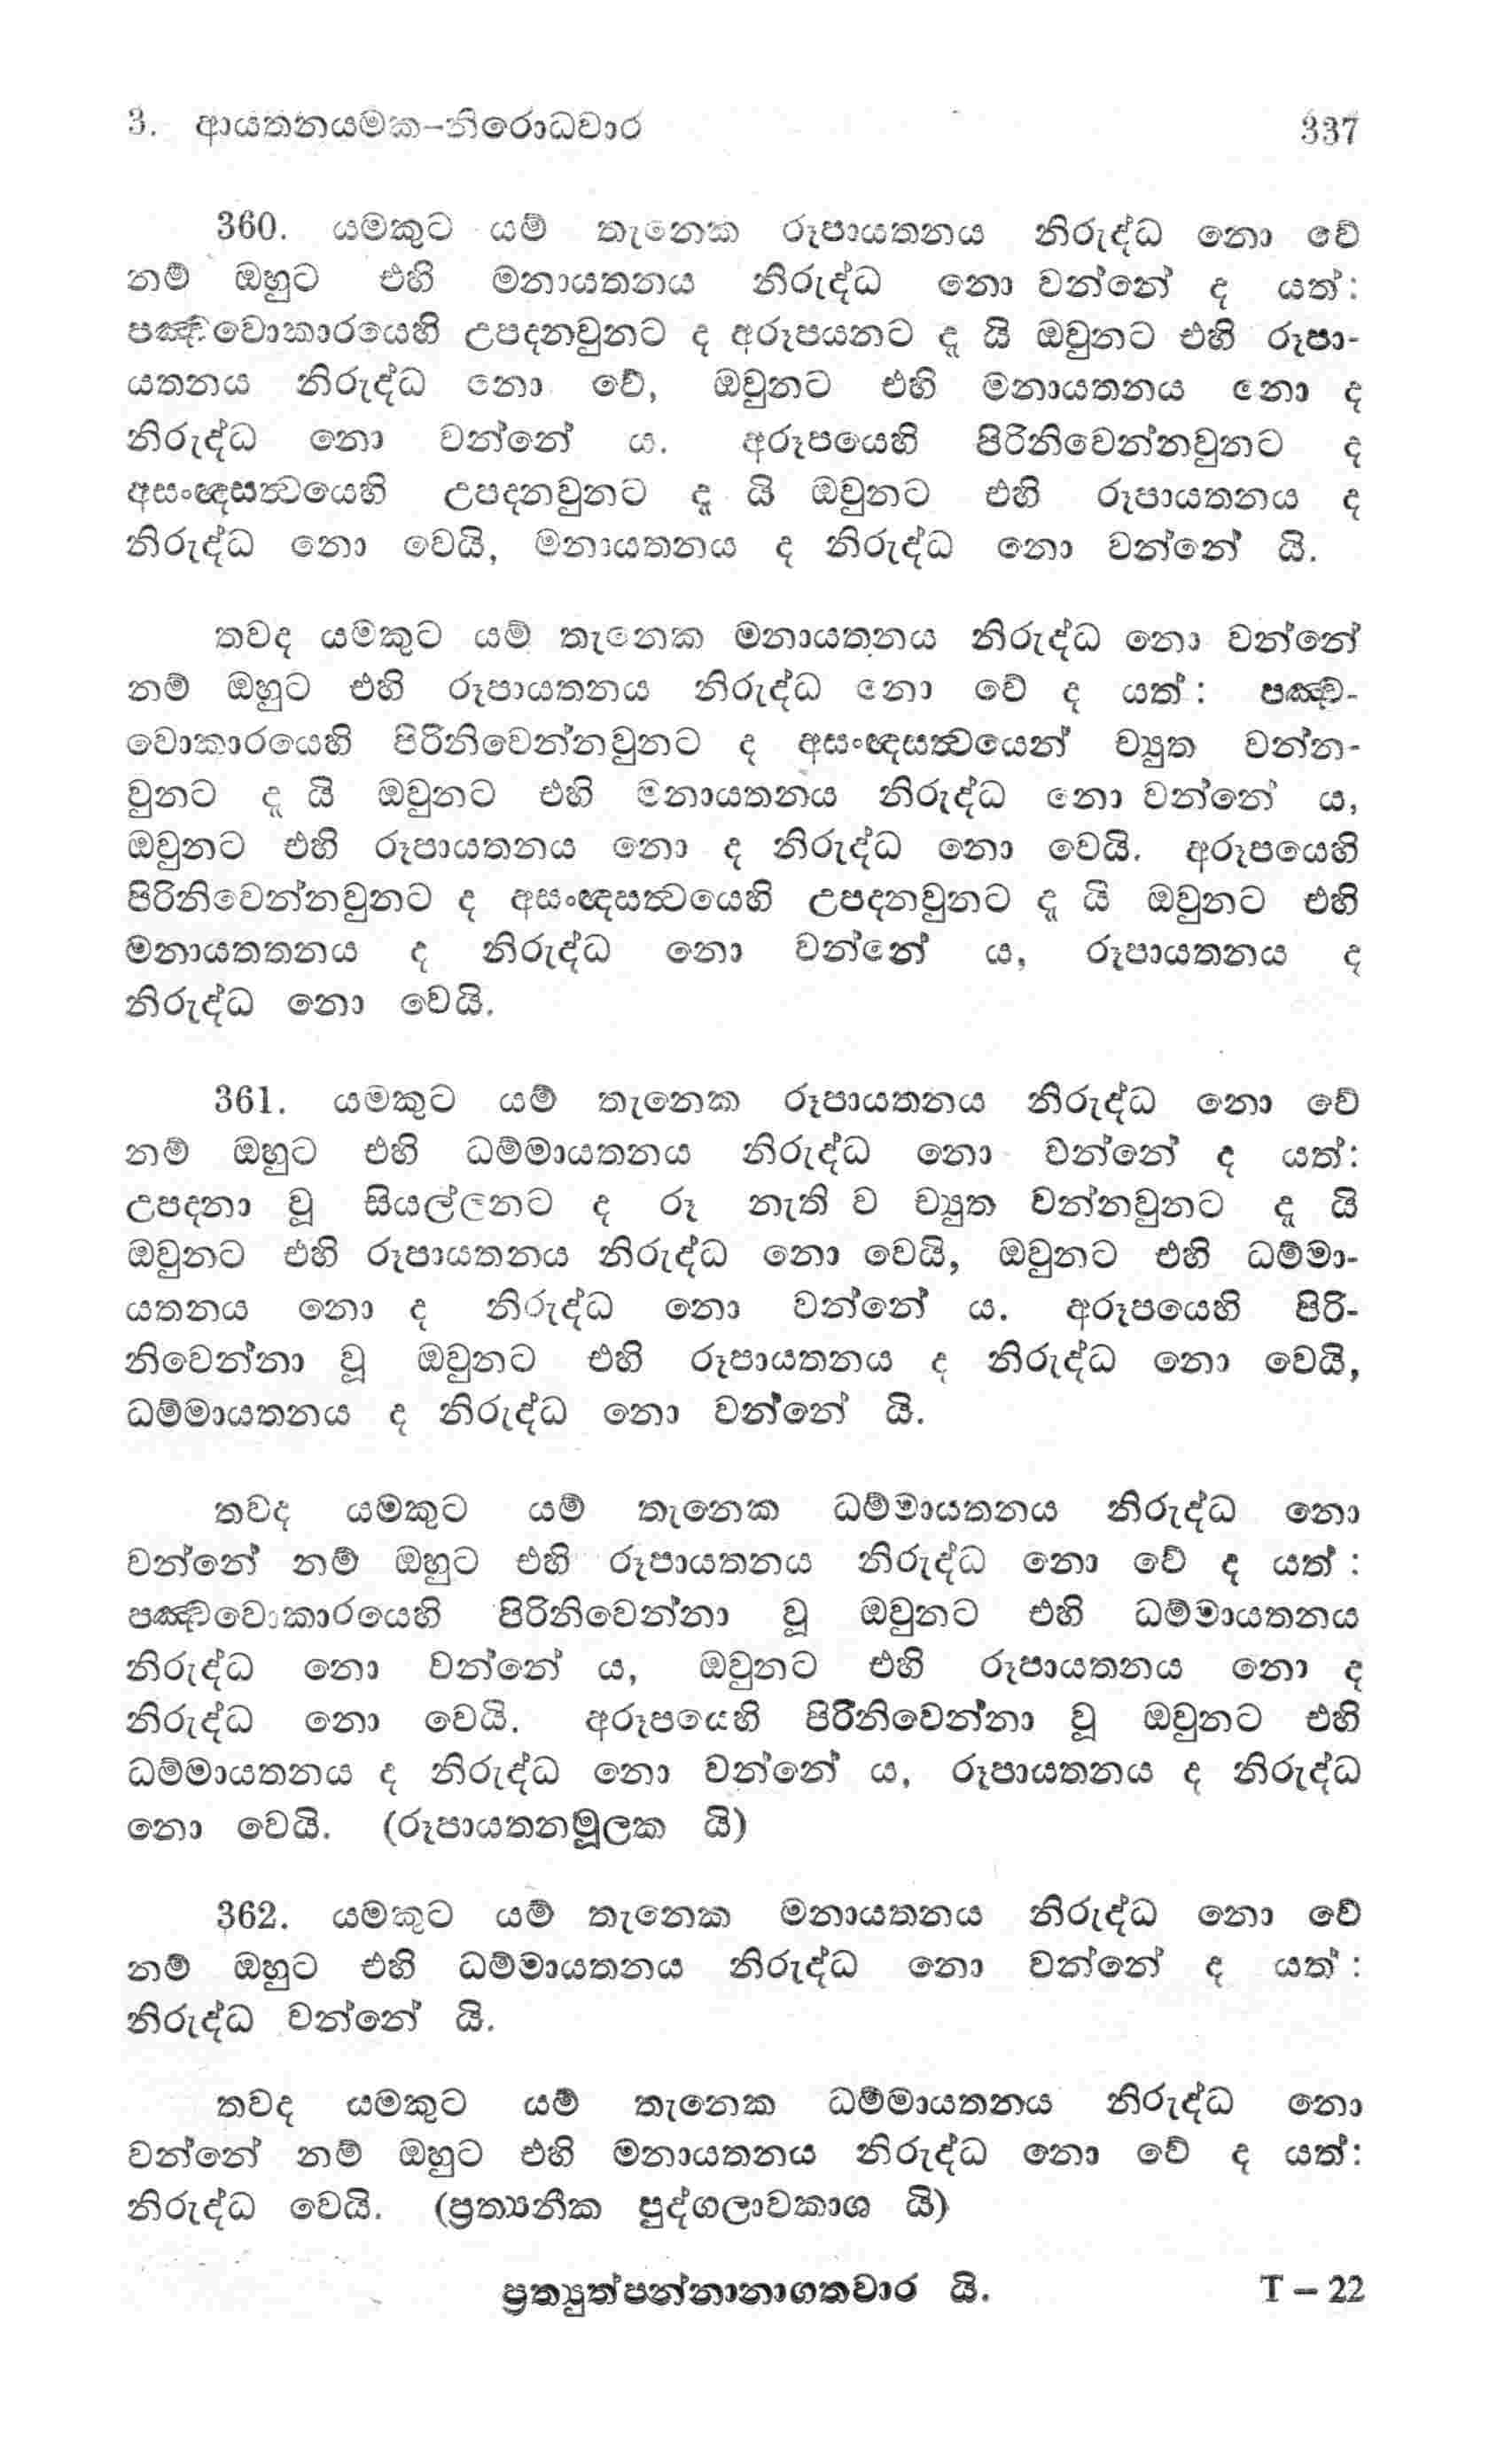 3. ආයතනයමක-නිරොධවාර 337
360. යමකුට යම් තැනෙක රූපායතනය නිරුද්ධ නො වේ
නම් ඔහුට එහි මනායතනය නිරුද්ධ නො වන්නේ ද යත්:
පඤ්චවොකාරයෙහි උපදනවුනට ද අරූපයනට ද යි ඔවුනට එහි රූපා-
යතනය නිරුද්ධ නො වේ, ඔවුනට එහි මනායතනය නො ද
නිරුද්ධ නො වන්නේ ය. අරූපයෙහි පිරිනිවෙන්නවුනට ද
අසංඥසත්‍වයෙහි උපදනවුනට දැ යි ඔවුනට එහි රූපායතනය ද
නිරුද්ධ නො වෙයි, මනායතනය ද නිරුද්ධ නො වන්නේ යි.
තවද යමකුට යම් තැනෙක මනායතනය නිරුද්ධ නො වන්නේ
නම් ඔහුට එහි රූපායතනය නිරුද්ධ නො වේ ද යත්: පඤ්ච-
වොකාරයෙහි පිරිනිවෙන්නවුනට ද අසංඥසත්‍වයෙන් ච්‍යුත වන්න-
වුනට දැ යි ඔවුනට එහි මනායතනය නිරුද්ධ නො වන්නේ ය,
ඔවුනට එහි රූපායතනය නො ද නිරුද්ධ නො වෙයි. අරූපයෙහි
පිරිනිවෙන්නවුනට ද අසංඥසත්‍වයෙහි උපදනවුනට දැ යි ඔවුනට එහි
මනායතතනය ද නිරුද්ධ නො වන්නේ ය, රූපායතනය ද
නිරුද්ධ නො වෙයි.
361. යමකුට යම් තැනෙක රූපායතනය නිරුද්ධ නො වේ
නම් ඔහුට එහි ධම්මායතනය නිරුද්ධ නො වන්නේ ද යත්:
උපදනා වූ සියල්ලනට ද රූ නැති ව ච්‍යුත වන්නවුනට දැ යි
ඔවුනට එහි රූපායතනය නිරුද්ධ නො වෙයි, ඔවුනට එහි ධම්මා-
යතනය නො ද නිරුද්ධ නො වන්නේ ය. අරූපයෙහි පිරි-
නිවෙන්නා වූ ඔවුනට එහි රූපායතනය ද නිරුද්ධ නො වෙයි,
ධම්මායතනය ද නිරුද්ධ නො වන්නේ යි.
තවද යමකුට යම් තැනෙක ධම්මායතනය නිරුද්ධ නො
වන්නේ නම් ඔහුට එහි රූපායතනය නිරුද්ධ නො වේ ද යත් :
පඤ්චවොකාරයෙහි පිරිනිවෙන්නා වූ ඔවුනට එහි ධම්මායතනය
නිරුද්ධ නො වන්නේ ය, ඔවුනට එහි රූපායතනය නො ද
නිරුද්ධ නො වෙයි. අරූපයෙහි පිරිනිවෙන්නා වූ ඔවුනට එහි
ධම්මායතනය ද නිරුද්ධ නො වන්නේ ය, රූපායතනය ද නිරුද්ධ
නො වෙයි. (රූපායතනමූලක යි)
362. යමකුට යම් තැනෙක මනායතනය නිරුද්ධ නො වේ
නම් ඔහුට එහි ධම්මායතනය නිරුද්ධ නො වන්නේ ද යත් :
නිරුද්ධ වන්නේ යි.
තවද යමකුට යම් තැනෙක ධම්මායතනය නිරුද්ධ නො
වන්නේ නම් ඔහුට එහි මනායතනය නිරුද්ධ නො වේ ද යත්:
නිරුද්ධ වෙයි. (ප්‍රත්‍යනීක පුද්ගලාවකාශ යි)
ප්‍රත්‍යුත්පන්නානාගතවාර යි. T – 22